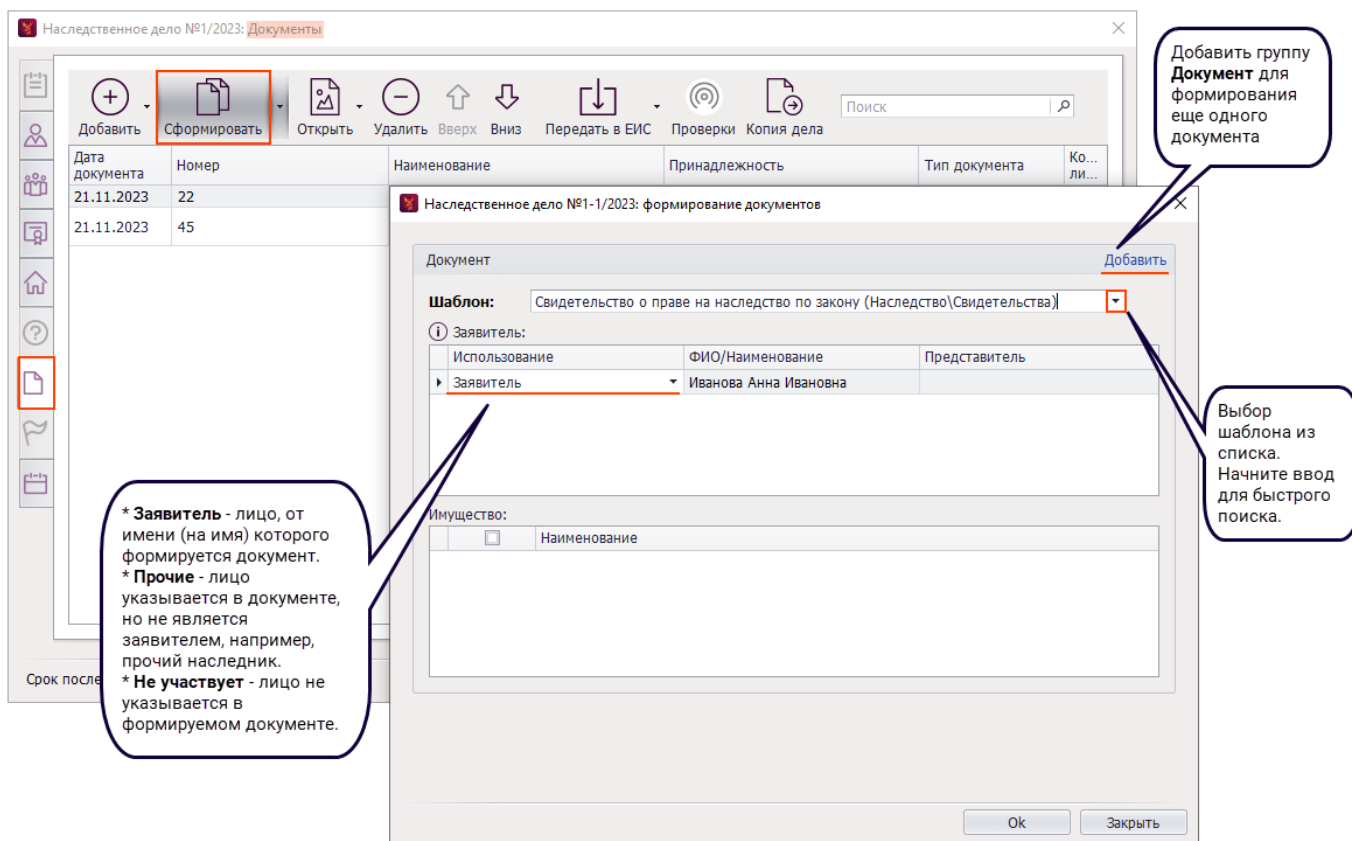 Наследственное дело №1/2023: Документы
Добавить
Сформировать
Открыть
Удалить
Вверх
Вниз
Передать в ЕИС
Проверки
Копия дела
Поиск
Дата документа
Номер
Наименование
Принадлежность
Тип документа
Ко...
ли...
21.11.2023 22
21.11.2023 45
Срок после
Наследственное дело №1-1/2023: формирование документов
Документ
Добавить
Шаблон: Свидетельство о праве на наследство по закону (Наследство\Свидетельства)
Заявитель:
Использование ФИО/Наименование Представитель
Заявитель Иванова Анна Ивановна
Имущество:
Наименование
Ok
Закрыть
Добавить группу
Документ для
формирования
еще одного
документа
Выбор
шаблона из
списка.
Начните ввод
для быстрого
поиска.
* Заявитель - лицо, от
имени (на имя) которого
формируется документ.
* Прочие - лицо
указывается в документе,
но не является
заявителем, например,
прочий наследник.
* Не участвует - лицо не
указывается в
формируемом документе.